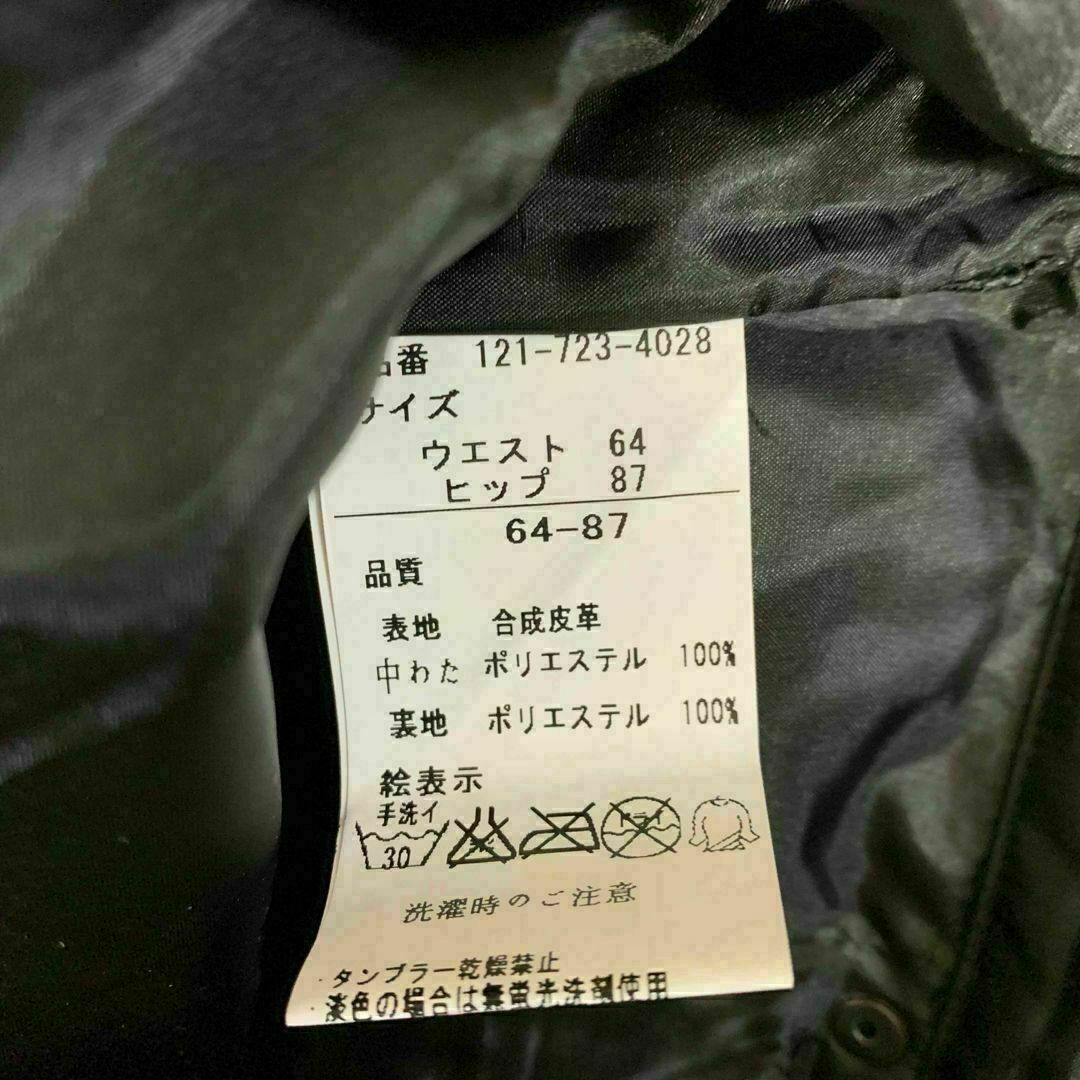 品番 121-723-4028
サイズ
ウエスト 64
ヒップ 87
64-87
品質
表地 合成皮革
中わた ポリエステル 100%
裏地 ポリエステル 100%
絵表示
手洗イ
30
ドライ
洗濯時のご注意
タンブラー乾燥禁止
淡色の場合は無蛍光洗剤使用